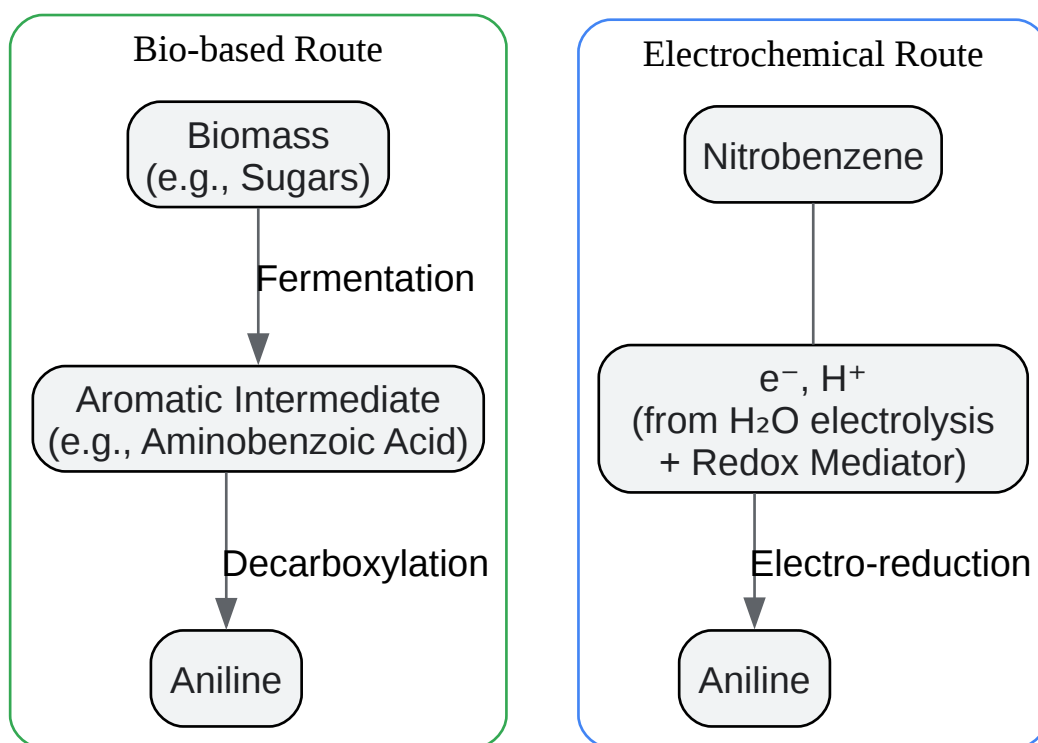 Bio-based Route
Biomass
(e.g., Sugars)
Fermentation
Aromatic Intermediate
(e.g., Aminobenzoic Acid)
Decarboxylation
Aniline
Electrochemical Route
Nitrobenzene
e⁻, H⁺
(from H₂O electrolysis
+ Redox Mediator)
Electro-reduction
Aniline